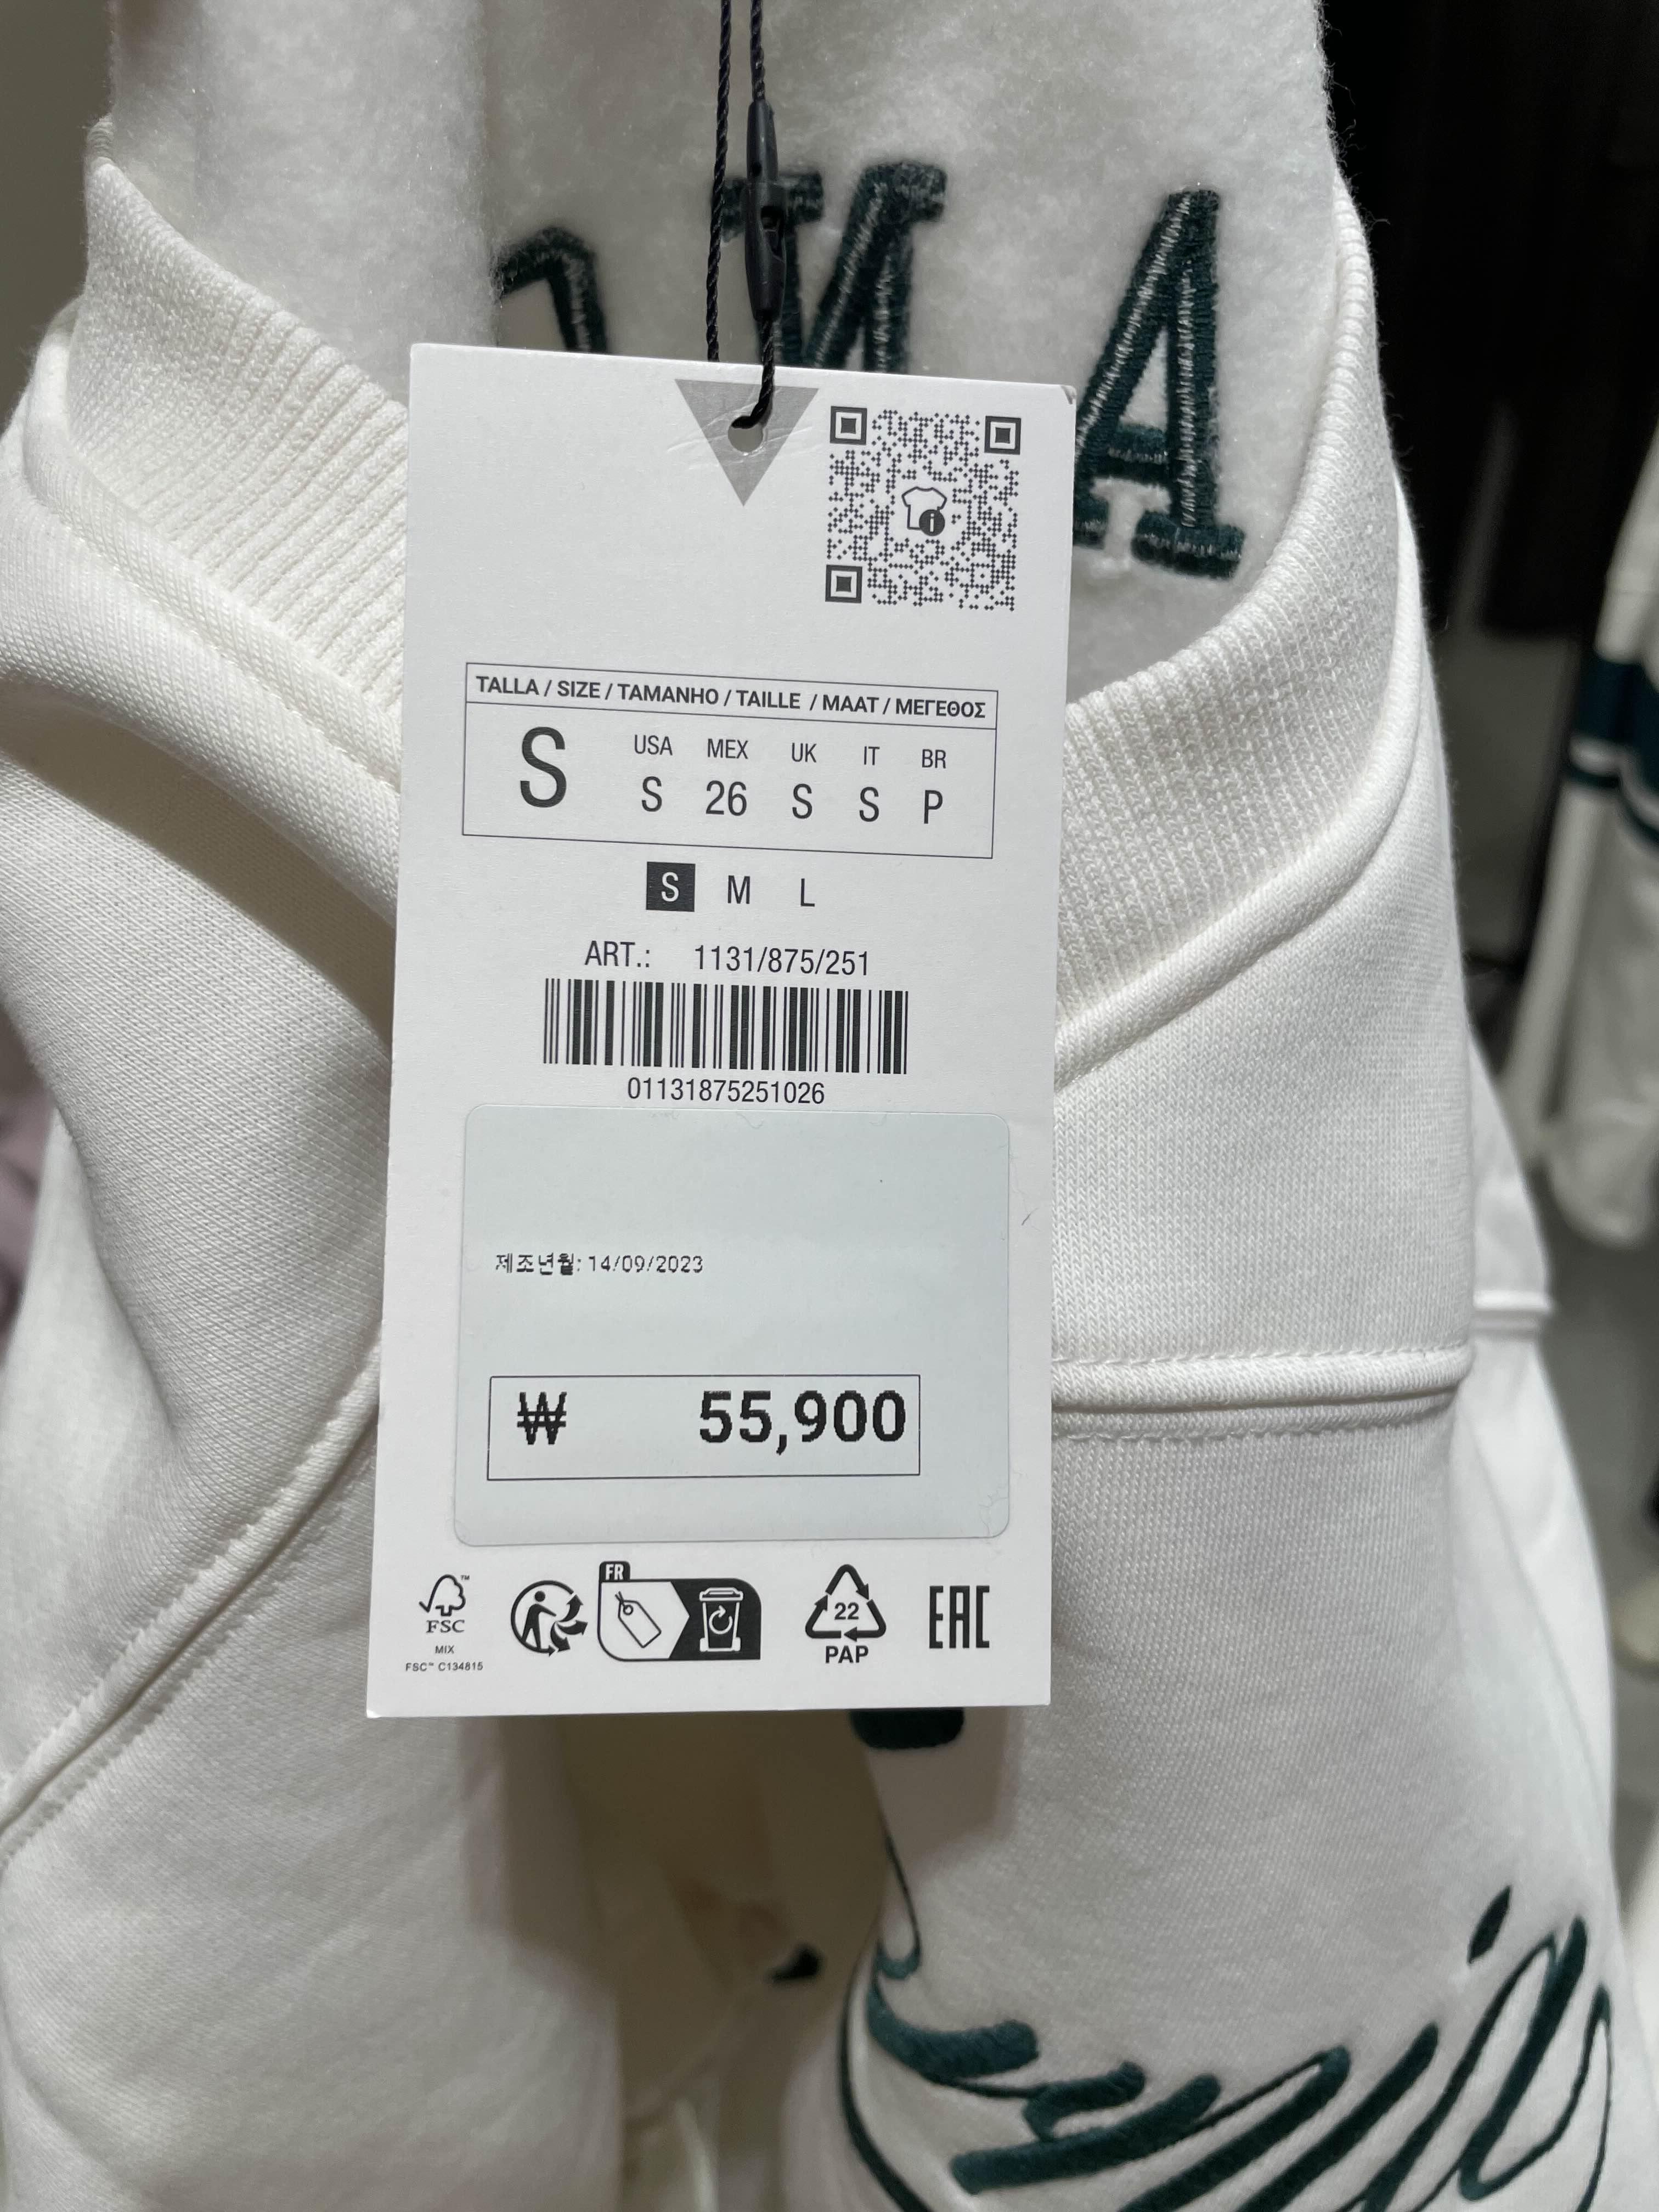 TALLA / SIZE / TAMANHO / TAILLE / MAAT / ΜΕΓΕΘΟΣ
S
USA MEX UK IT BR
S 26 S S P
S M L
ART.: 1131/875/251
01131875251026
제조년월: 14/09/2023
₩ 55,900
FSC™
MIX
FSC™ C134815
FR
22
PAP
EAC